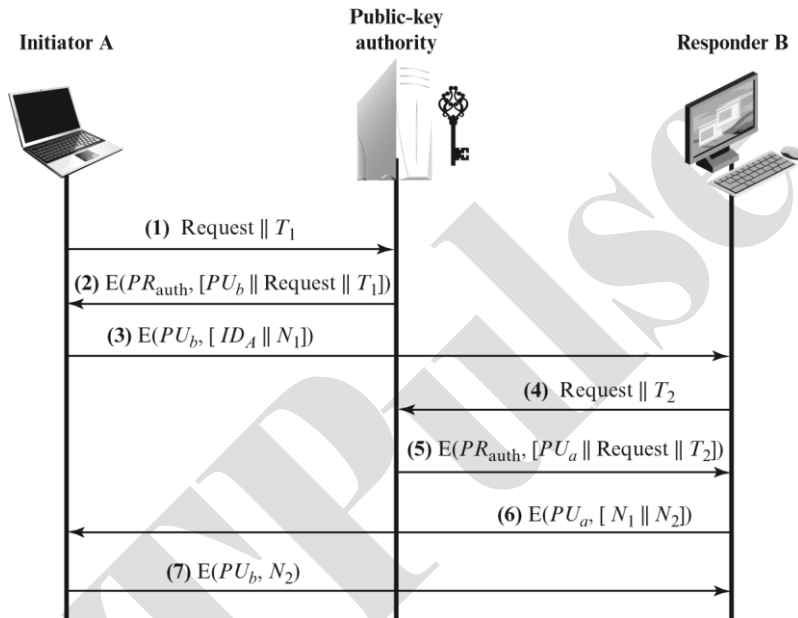 Initiator A
Public-key
authority
Responder B
(1) Request || T1
(2) E(PRauth, [PUb || Request || T1])
(3) E(PUb, [ IDA || N1])
(4) Request || T2
(5) E(PRauth, [PUa || Request || T2])
(6) E(PUa, [ N1 || N2])
(7) E(PUb, N2)
TPulse